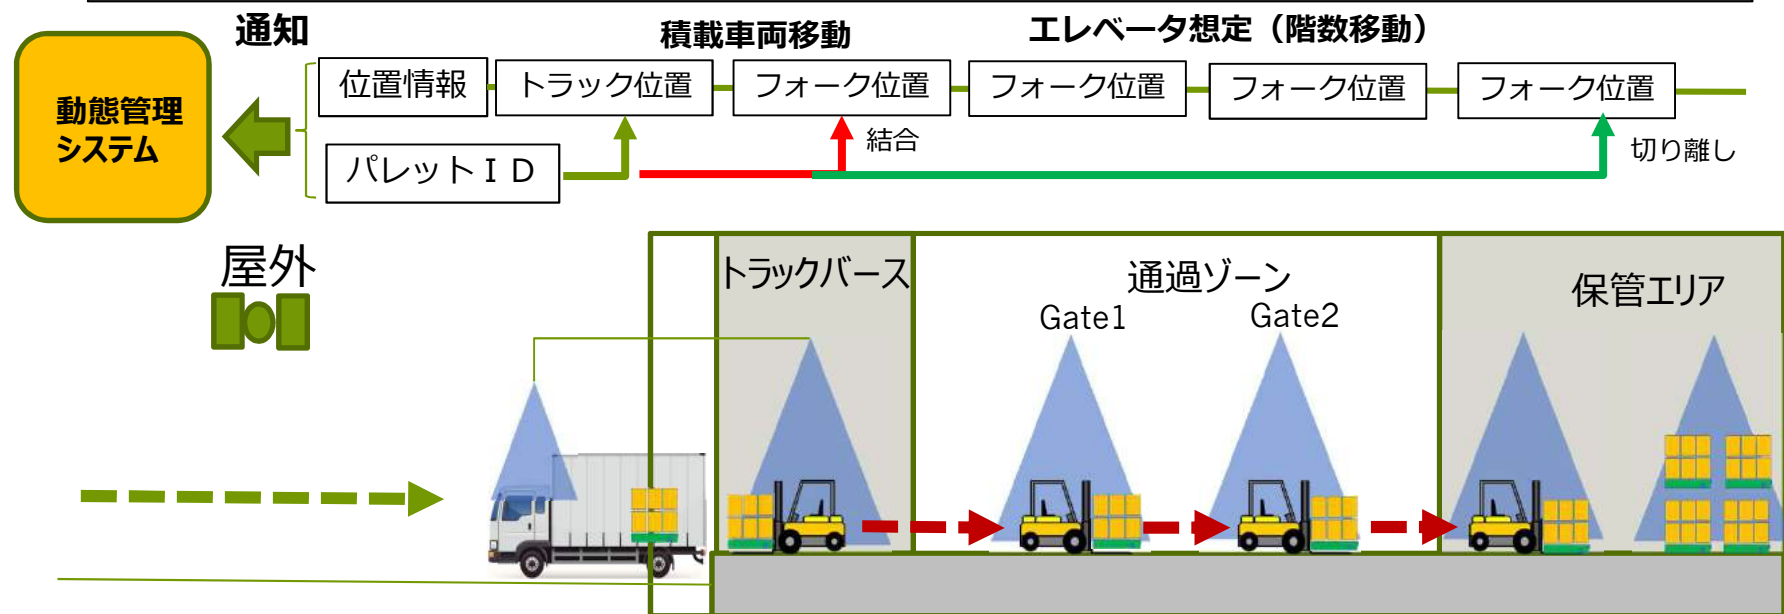 通知
積載車両移動
エレベータ想定（階数移動）
動態管理
システム
位置情報
トラック位置
フォーク位置
フォーク位置
フォーク位置
フォーク位置
結合
切り離し
パレットＩＤ
屋外
トラックバース
通過ゾーン
保管エリア
Gate1
Gate2